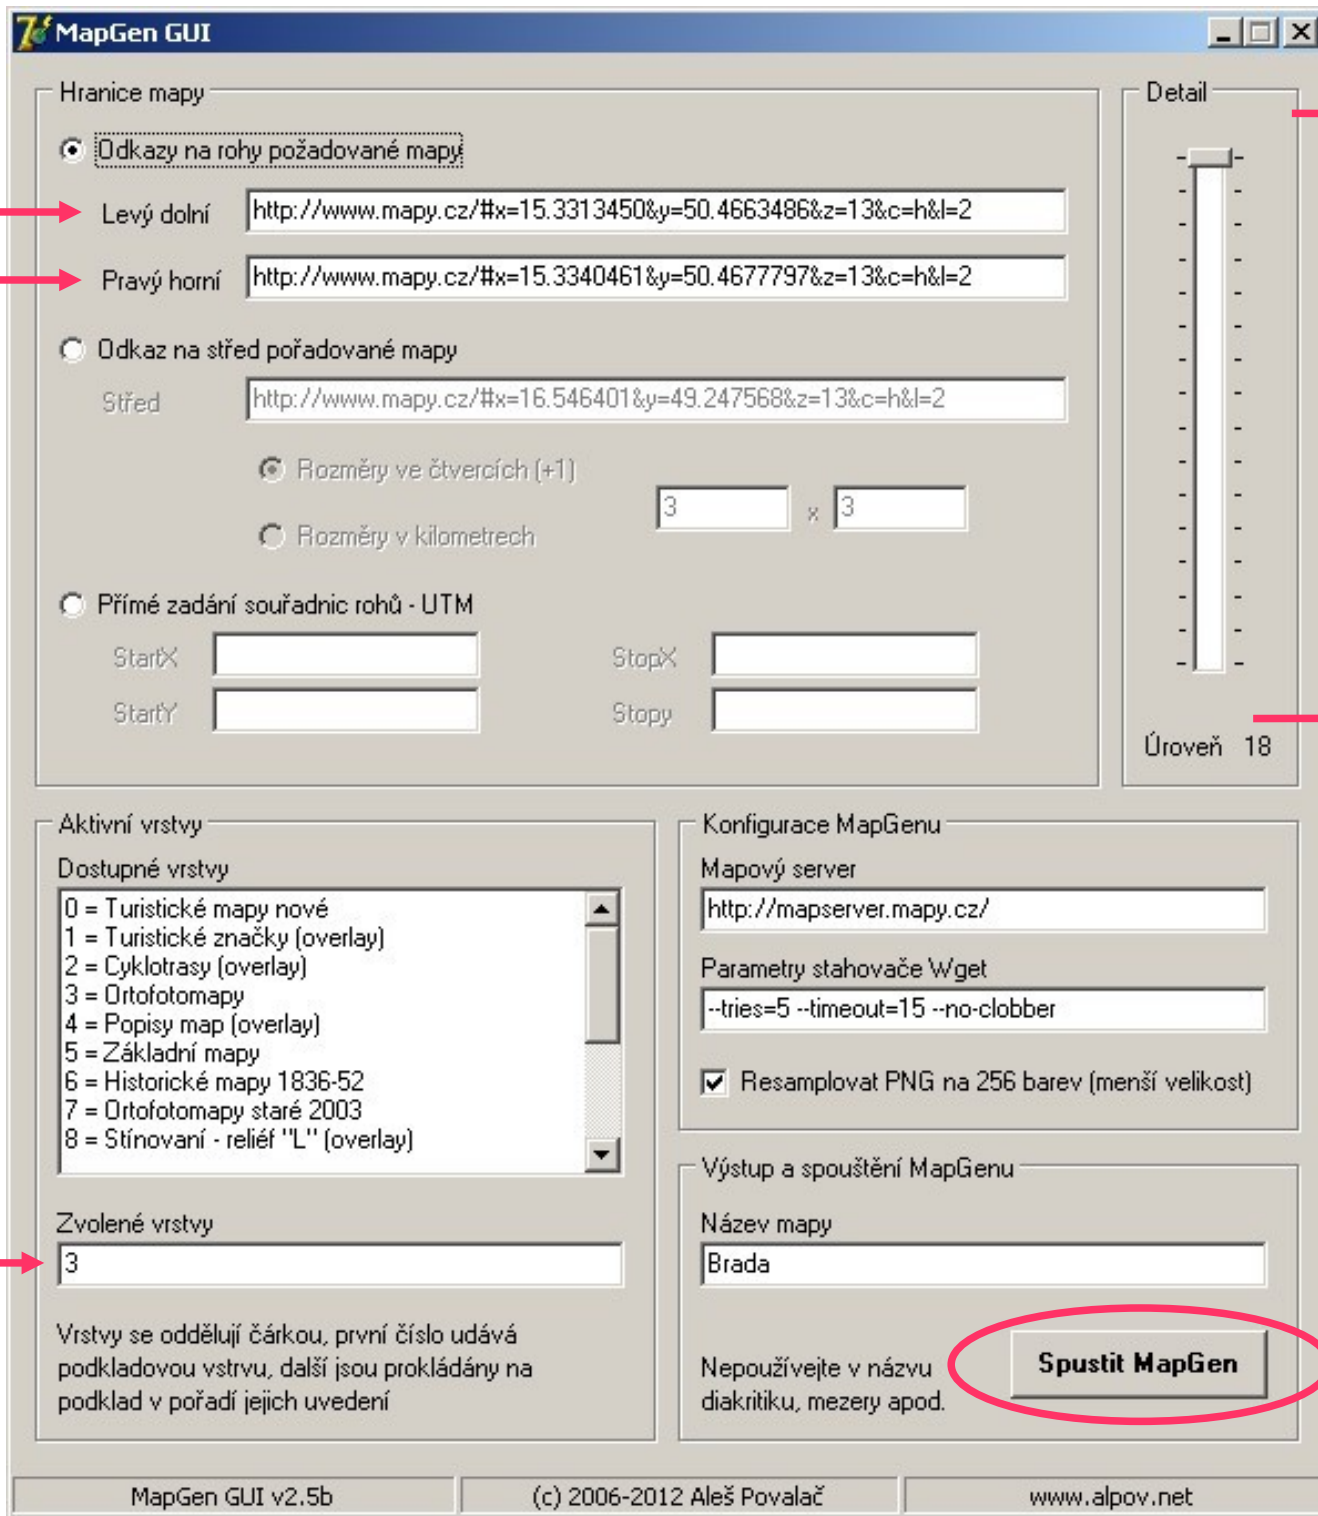 MapGen GUI
Hranice mapy
Odkazy na rohy požadované mapy
Levý dolní http://www.mapy.cz/#x=15.3313450&y=50.4663486&z=13&c=h&l=2
Pravý horní http://www.mapy.cz/#x=15.3340461&y=50.4677797&z=13&c=h&l=2
Odkaz na střed pořadované mapy
Střed http://www.mapy.cz/#x=16.546401&y=49.247568&z=13&c=h&l=2
Rozměry ve čtvercích (+1)
3 x 3
Rozměry v kilometrech
Přímé zadání souřadnic rohů - UTM
StartX StopX
StartY Stopy
Detail
Úroveň 18
Aktivní vrstvy
Dostupné vrstvy
0 = Turistické mapy nové
1 = Turistické značky (overlay)
2 = Cyklotrasy (overlay)
3 = Ortofotomapy
4 = Popisy map (overlay)
5 = Základní mapy
6 = Historické mapy 1836-52
7 = Ortofotomapy staré 2003
8 = Stínovaní - reliéf "L" (overlay)
Zvolené vrstvy
3
Vrstvy se oddělují čárkou, první číslo udává
podkladovou vstrvu, další jsou prokládány na
podklad v pořadí jejich uvedení
Konfigurace MapGenu
Mapový server
http://mapserver.mapy.cz/
Parametry stahovače Wget
--tries=5 --timeout=15 --no-clobber
Resamplovat PNG na 256 barev (menší velikost)
Výstup a spouštění MapGenu
Název mapy
Brada
Nepoužívejte v názvu
diakritiku, mezery apod.
Spustit MapGen
MapGen GUI v2.5b (c) 2006-2012 Aleš Povalač www.alpov.net